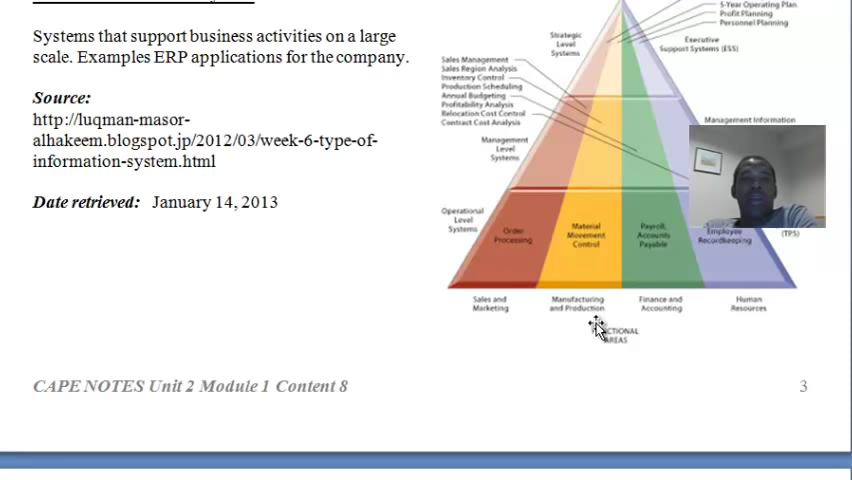 Systems that support business activities on a large
scale. Examples ERP applications for the company.
Source:
http://luqman-masor-
alhakeem.blogspot.jp/2012/03/week-6-type-of-
information-system.html
Date retrieved: January 14, 2013
5-Year Operating Plan
Profit Planning
Personnel Planning
Strategic
Level
Systems
Executive
Support Systems (ESS)
Sales Management
Sales Region Analysis
Inventory Control
Production Scheduling
Annual Budgeting
Profitability Analysis
Relocation Cost Control
Contract Cost Analysis
Management Information
Management
Level
Systems
Operational
Level
Systems
Order
Processing
Material
Movement
Control
Payroll,
Accounts
Payable
Employee
Recordkeeping
(TPS)
Sales and
Marketing
Manufacturing
and Production
Finance and
Accounting
Human
Resources
CAPE NOTES Unit 2 Module 1 Content 8
3